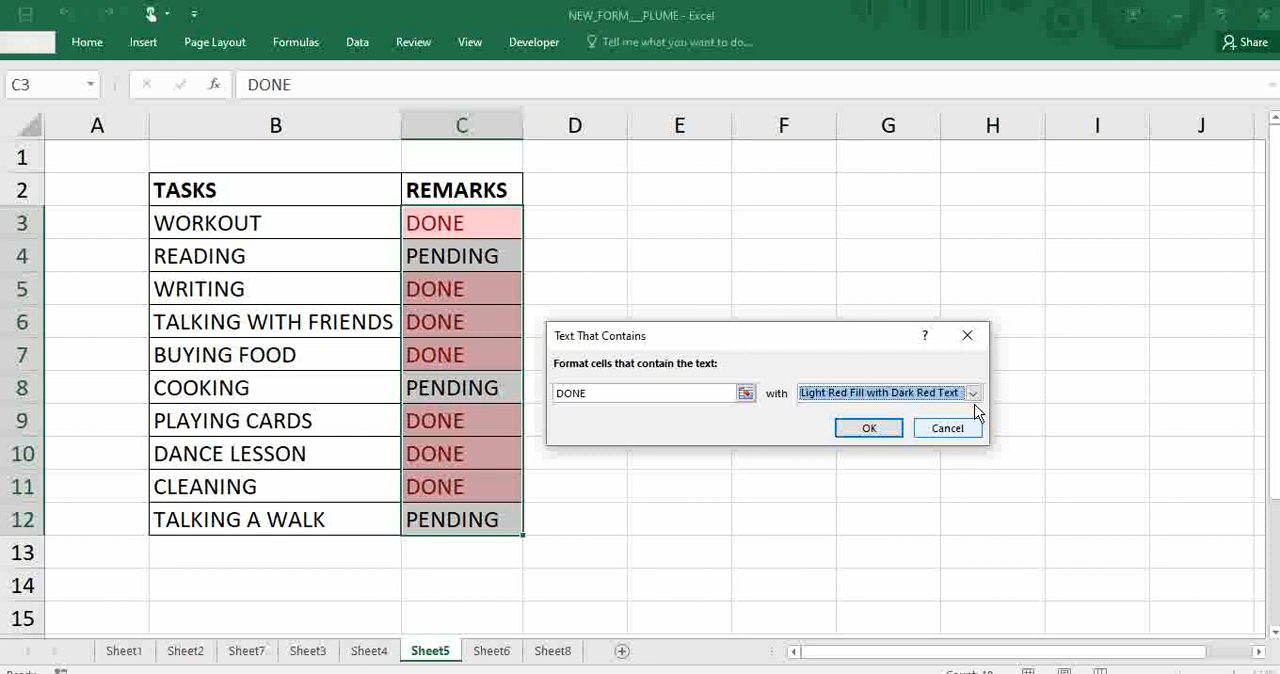 NEW_FORM___PLUME - Excel
Home Insert Page Layout Formulas Data Review View Developer Tell me what you want to do... Share
C3 fx DONE
A B C D E F G H I J
1
2 TASKS REMARKS
3 WORKOUT DONE
4 READING PENDING
5 WRITING DONE
6 TALKING WITH FRIENDS DONE
7 BUYING FOOD DONE
8 COOKING PENDING
9 PLAYING CARDS DONE
10 DANCE LESSON DONE
11 CLEANING DONE
12 TALKING A WALK PENDING
13
14
15
Text That Contains ?
Format cells that contain the text:
DONE with Light Red Fill with Dark Red Text
OK Cancel
Sheet1 Sheet2 Sheet7 Sheet3 Sheet4 Sheet5 Sheet6 Sheet8